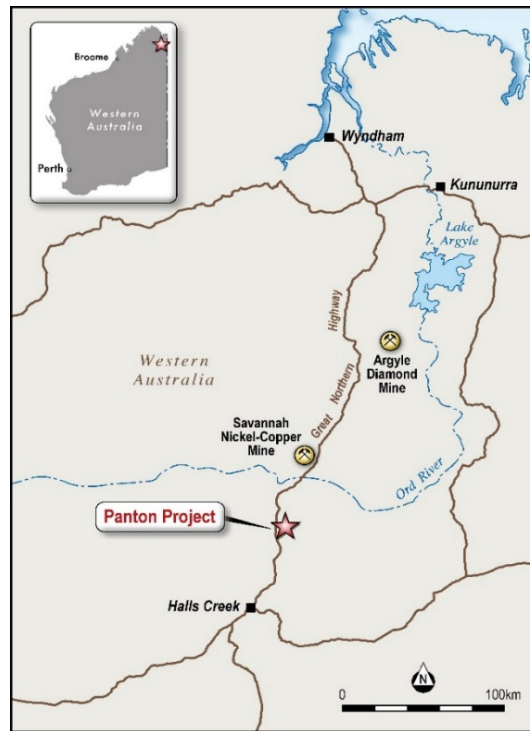 Broome
Western
Australia
Perth
Wyndham
Kununurra
Lake
Argyle
Great Northern Highway
Argyle
Diamond
Mine
Western
Australia
Savannah
Nickel-Copper
Mine
Ord River
Panton Project
Halls Creek
N
0 100km